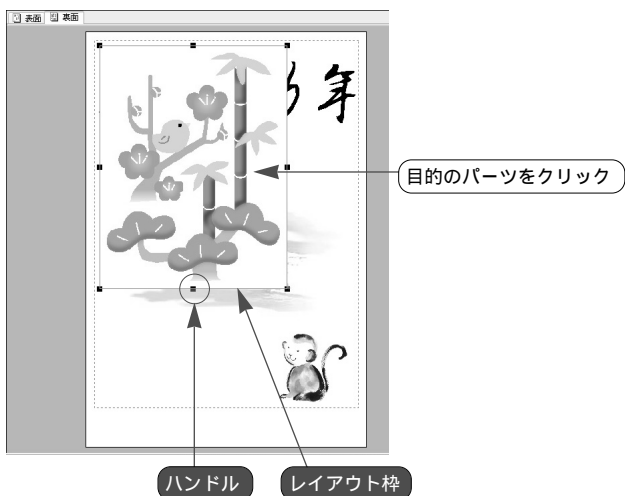 表面 裏面
年
目的のパーツをクリック
ハンドル レイアウト枠